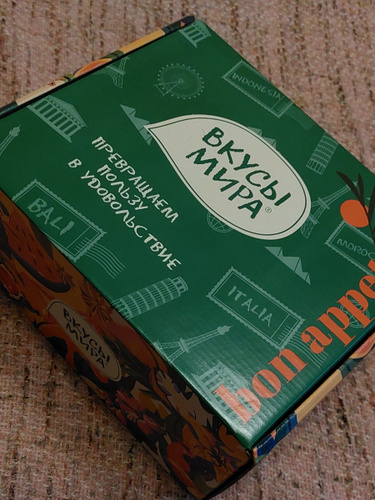 INDONESIA
ВКУСЫ
МИРА®
ПРЕВРАЩАЕМ
ПОЛЬЗУ
В УДОВОЛЬСТВИЕ
BALI
ITALIA
bon appe
ВКУСЫ
МИРА